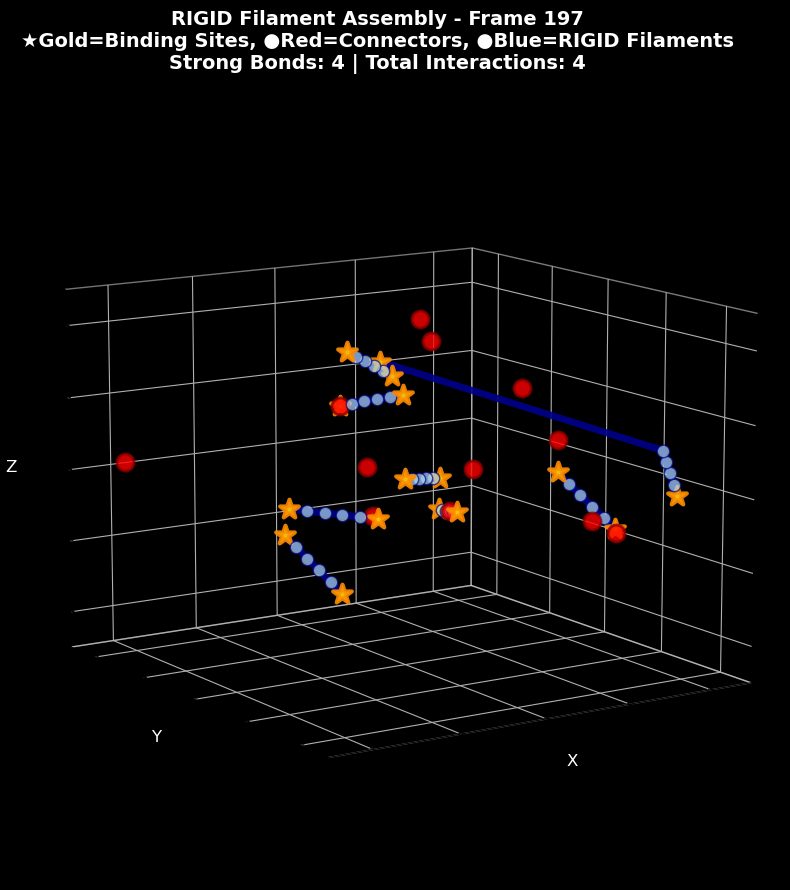 RIGID Filament Assembly - Frame 197
★Gold=Binding Sites, ●Red=Connectors, ●Blue=RIGID Filaments
Strong Bonds: 4 | Total Interactions: 4
Z
Y
X